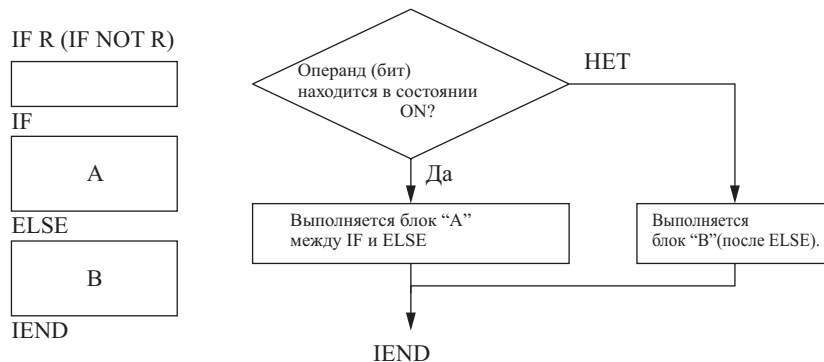 IF R (IF NOT R)
IF
A
ELSE
B
IEND
Операнд (бит)
находится в состоянии
ON?
НЕТ
Да
Выполняется блок “A”
между IF и ELSE
Выполняется
блок “B”(после ELSE).
IEND